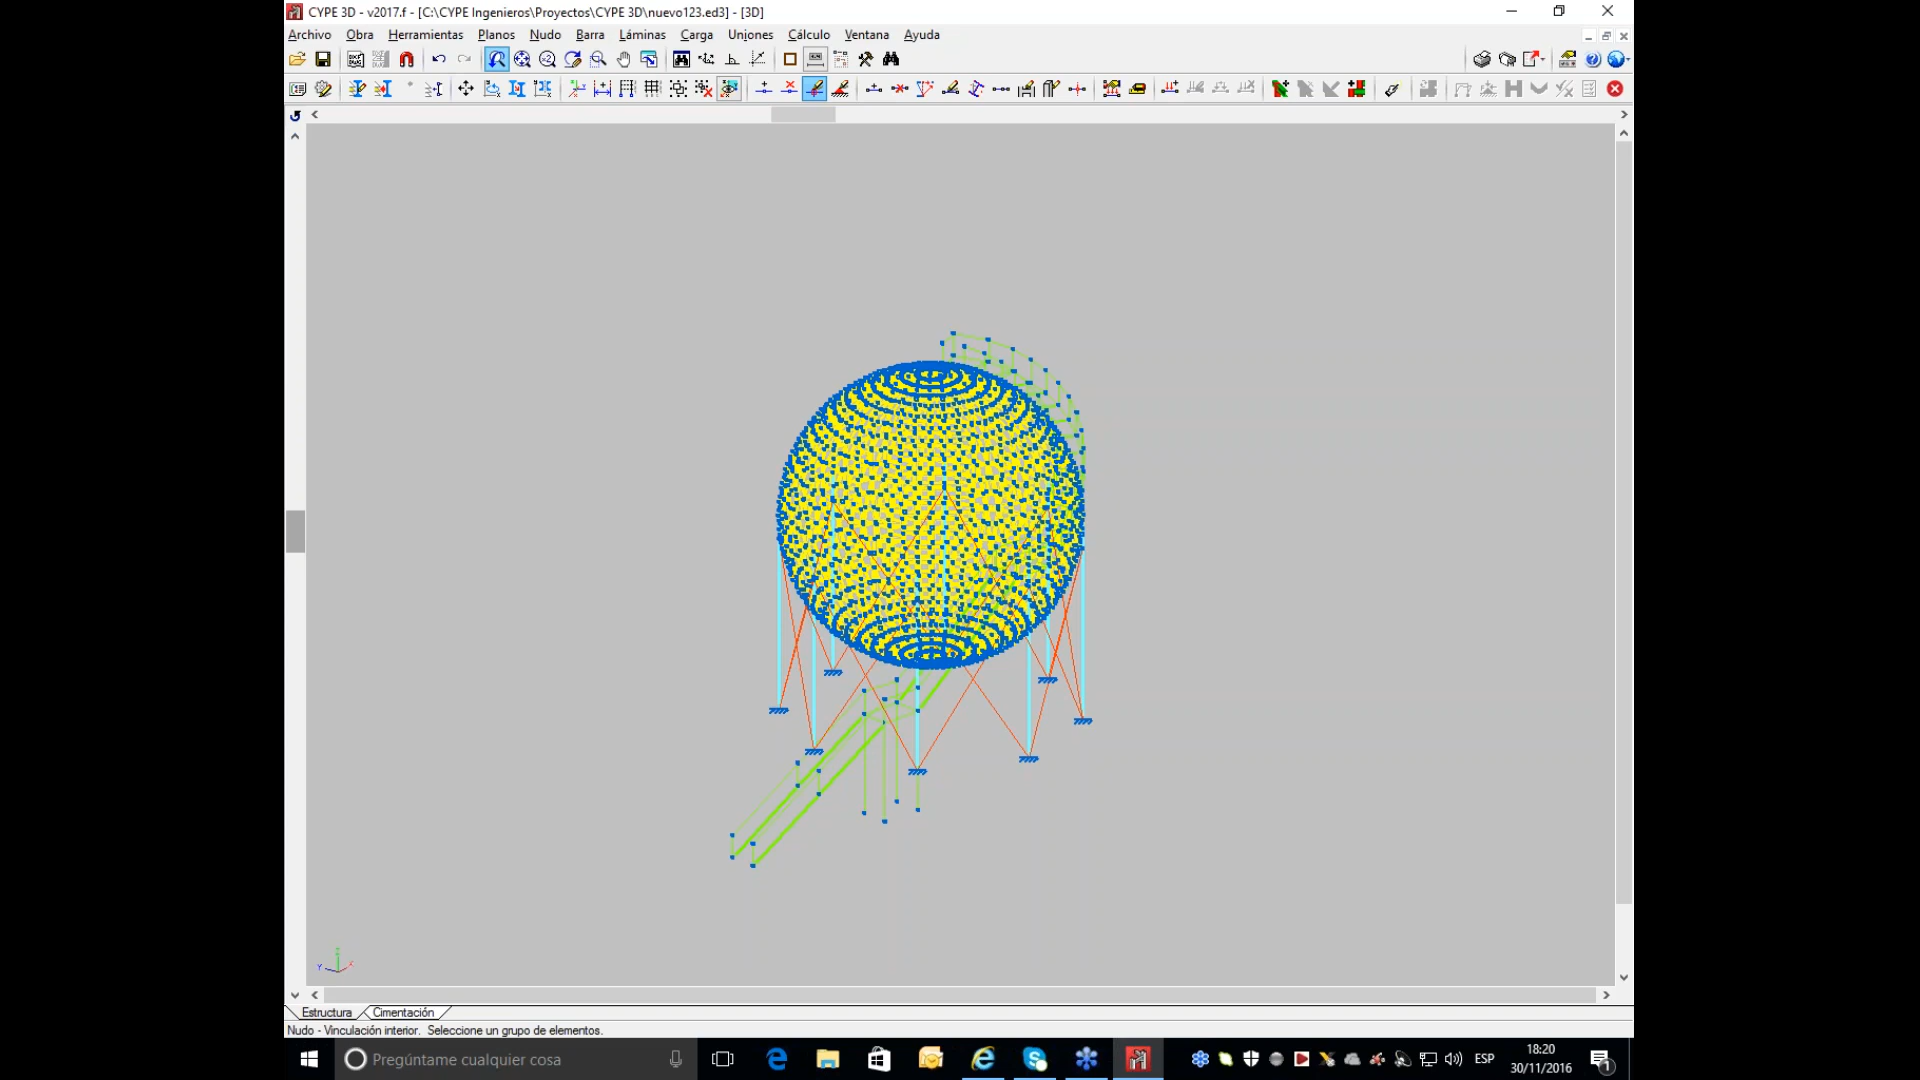 CYPE 3D - v2017.f - [C:\CYPE Ingenieros\Proyectos\CYPE 3D\nuevo123.ed3] - [3D]
Archivo Obra Herramientas Planos Nudo Barra Láminas Carga Uniones Cálculo Ventana Ayuda
Z
Y X
Estructura Cimentación
Nudo - Vinculación interior. Seleccione un grupo de elementos.
Pregúntame cualquier cosa
ESP
18:20
30/11/2016
1